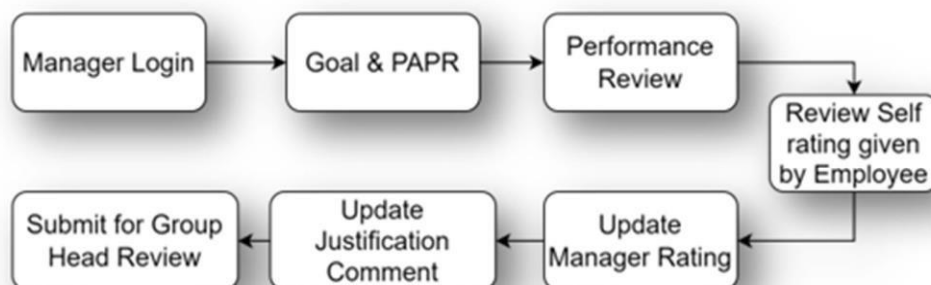 Manager Login
Goal & PAPR
Performance
Review
Review Self
rating given
by Employee
Update
Manager Rating
Update
Justification
Comment
Submit for Group
Head Review